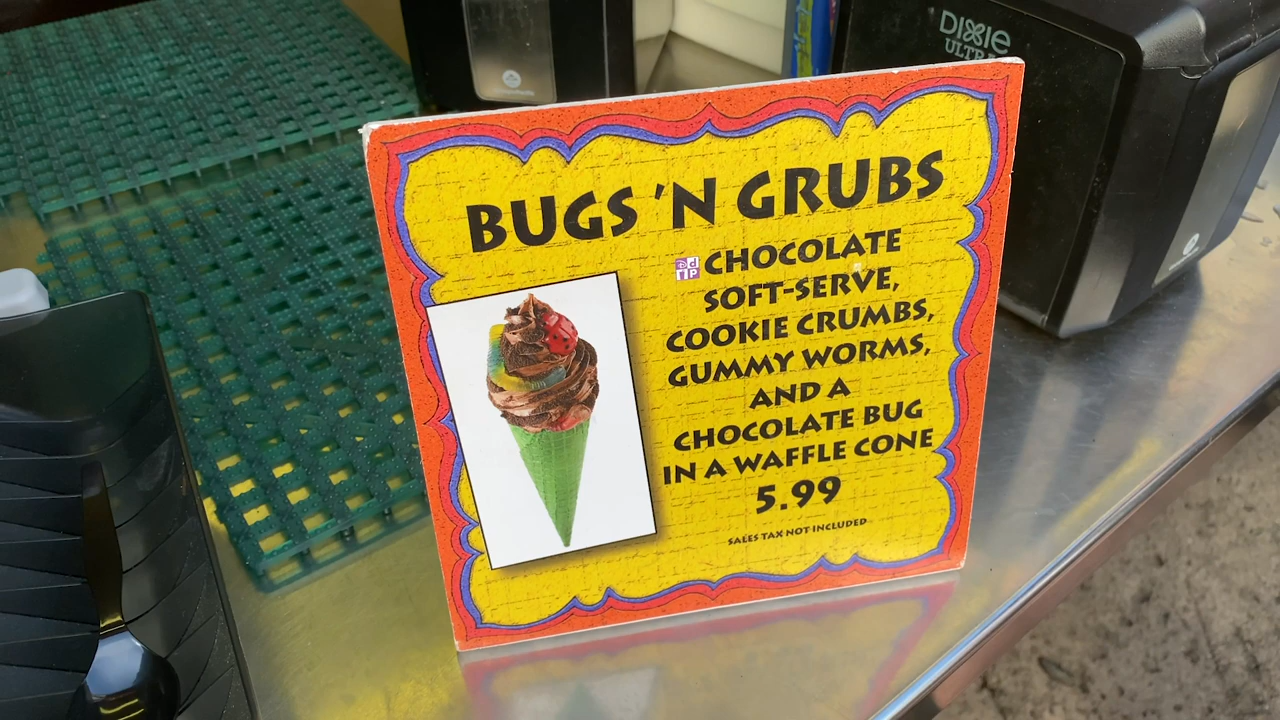 DIXIE
BUGS 'N GRUBS
CHOCOLATE
SOFT-SERVE,
COOKIE CRUMBS,
GUMMY WORMS,
AND A
CHOCOLATE BUG
IN A WAFFLE CONE
5.99
SALES TAX NOT INCLUDED